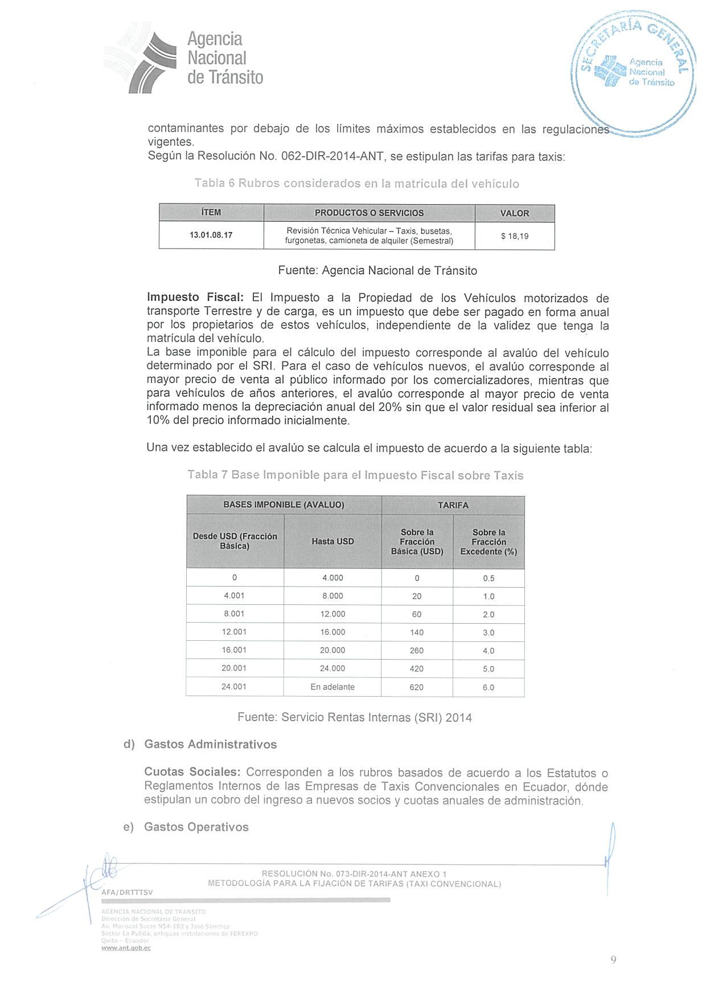 Agencia
Nacional
de Tránsito
SECRETARÍA GENERAL
Agencia
Nacional
de Tránsito
contaminantes por debajo de los límites máximos establecidos en las regulaciones
vigentes.
Según la Resolución No. 062-DIR-2014-ANT, se estipulan las tarifas para taxis:
Tabla 6 Rubros considerados en la matrícula del vehículo
ÍTEM PRODUCTOS O SERVICIOS VALOR
13.01.08.17 Revisión Técnica Vehicular – Taxis, busetas, furgonetas, camioneta de alquiler (Semestral) $ 18,19
Fuente: Agencia Nacional de Tránsito
Impuesto Fiscal: El Impuesto a la Propiedad de los Vehículos motorizados de
transporte Terrestre y de carga, es un impuesto que debe ser pagado en forma anual
por los propietarios de estos vehículos, independiente de la validez que tenga la
matrícula del vehículo.
La base imponible para el cálculo del impuesto corresponde al avalúo del vehículo
determinado por el SRI. Para el caso de vehículos nuevos, el avalúo corresponde al
mayor precio de venta al público informado por los comercializadores, mientras que
para vehículos de años anteriores, el avalúo corresponde al mayor precio de venta
informado menos la depreciación anual del 20% sin que el valor residual sea inferior al
10% del precio informado inicialmente.
Una vez establecido el avalúo se calcula el impuesto de acuerdo a la siguiente tabla:
Tabla 7 Base Imponible para el Impuesto Fiscal sobre Taxis
BASES IMPONIBLE (AVALUO) TARIFA
Desde USD (Fracción Básica) Hasta USD Sobre la Fracción Básica (USD) Sobre la Fracción Excedente (%)
0 4.000 0 0.5
4.001 8.000 20 1.0
8.001 12.000 60 2.0
12.001 16.000 140 3.0
16.001 20.000 260 4.0
20.001 24.000 420 5.0
24.001 En adelante 620 6.0
Fuente: Servicio Rentas Internas (SRI) 2014
d) Gastos Administrativos
Cuotas Sociales: Corresponden a los rubros basados de acuerdo a los Estatutos o
Reglamentos Internos de las Empresas de Taxis Convencionales en Ecuador, dónde
estipulan un cobro del ingreso a nuevos socios y cuotas anuales de administración.
e) Gastos Operativos
RESOLUCIÓN No. 073-DIR-2014-ANT ANEXO 1
METODOLOGÍA PARA LA FIJACIÓN DE TARIFAS (TAXI CONVENCIONAL)
AFA/DRTTTSV
AGENCIA NACIONAL DE TRANSITO
Dirección de Secretaria General
Av. Mariscal Sucre N54-103 y José Sánchez
Sector La Pulida, antiguas instalaciones de FEREXPO
Quito – Ecuador
www.ant.gob.ec
9